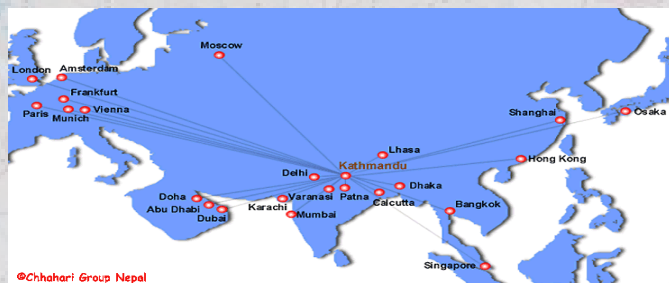 Moscow
London
Amsterdam
Frankfurt
Paris
Munich
Vienna
Shanghai
Osaka
Lhasa
Kathmandu
Hong Kong
Delhi
Doha
Varanasi
Patna
Dhaka
Abu Dhabi
Karachi
Calcutta
Bangkok
Dubai
Mumbai
Singapore
©Chhahari Group Nepal